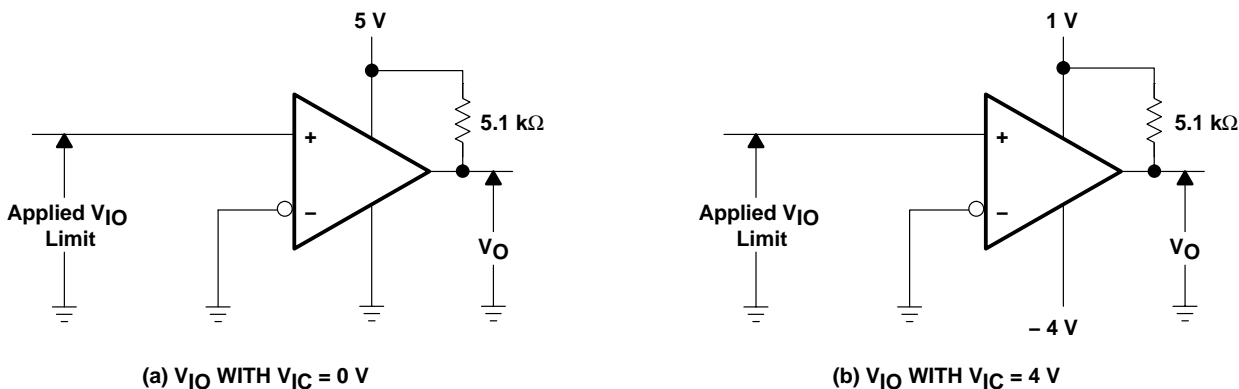 5 V
+
−
5.1 kΩ
Applied VIO
Limit
VO
(a) VIO WITH VIC = 0 V
1 V
+
−
5.1 kΩ
Applied VIO
Limit
VO
– 4 V
(b) VIO WITH VIC = 4 V